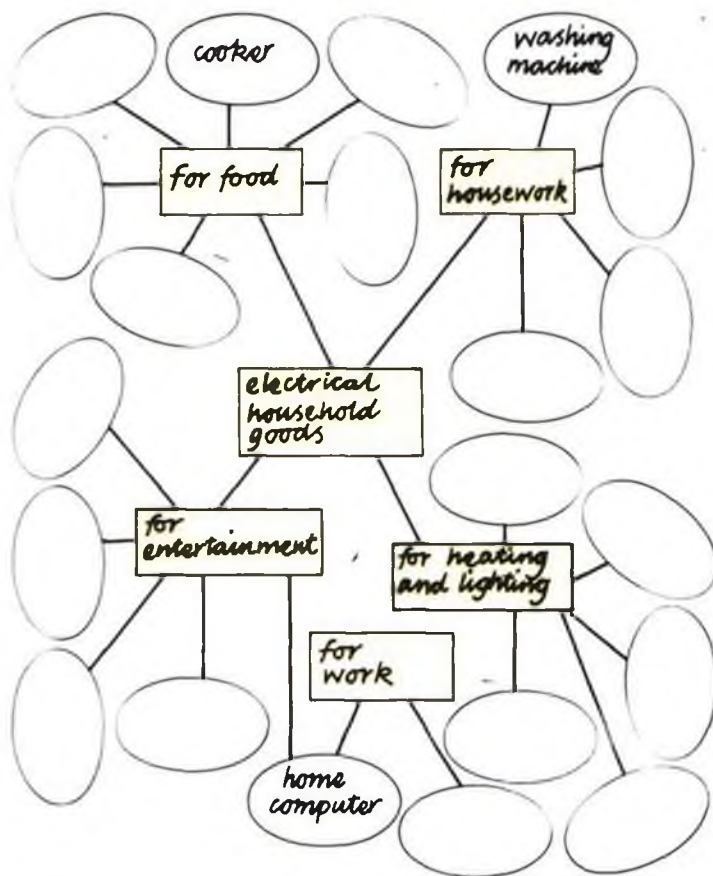 cooker
washing
machine
for food
for
housework
electrical
household
goods
for
entertainment
for heating
and lighting
for
work
home
computer